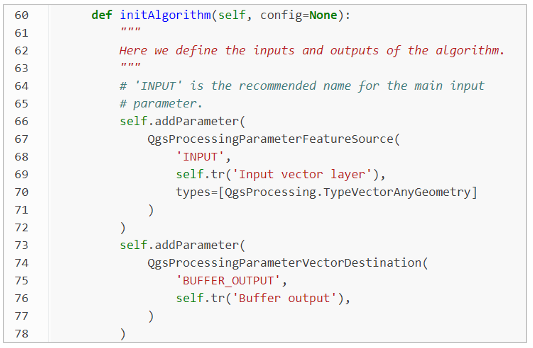 60 def initAlgorithm(self, config=None):
61 """
62 Here we define the inputs and outputs of the algorithm.
63 """
64 # 'INPUT' is the recommended name for the main input
65 # parameter.
66 self.addParameter(
67 QgsProcessingParameterFeatureSource(
68 'INPUT',
69 self.tr('Input vector layer'),
70 types=[QgsProcessing.TypeVectorAnyGeometry]
71 )
72 )
73 self.addParameter(
74 QgsProcessingParameterVectorDestination(
75 'BUFFER_OUTPUT',
76 self.tr('Buffer output'),
77 )
78 )